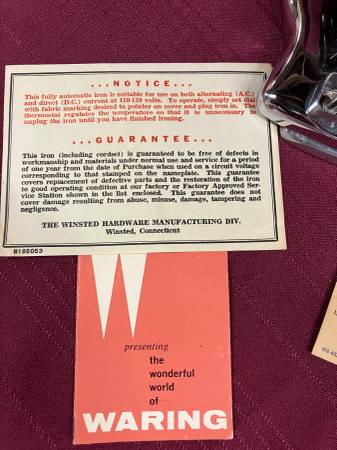 ...NOTICE...
This fully automatic iron is suitable for use on both alternating (A.C.)
and direct (D.C.) current at 110-120 volts. To operate, simply set dial
with fabric marking desired to pointer on cover and plug iron in. The
thermostat regulates the temperature so that it is unnecessary to
unplug the iron until you have finished ironing.
...GUARANTEE...
This iron (including cordset) is guaranteed to be free of defects in
workmanship and materials under normal use and service for a period
of one year from the date of Purchase when used on a circuit voltage
corresponding to that stamped on the nameplate. This guarantee
covers replacement of defective parts and the restoration of the iron
to good operating condition at our factory or Factory Approved Ser-
vice Station shown in the list enclosed. This guarantee does not
cover damage resulting from abuse, misuse, damage, tampering and
negligence.
THE WINSTED HARDWARE MANUFACTURING DIV.
Winsted, Connecticut
B195053
W
presenting
the
wonderful
world
of
WARING